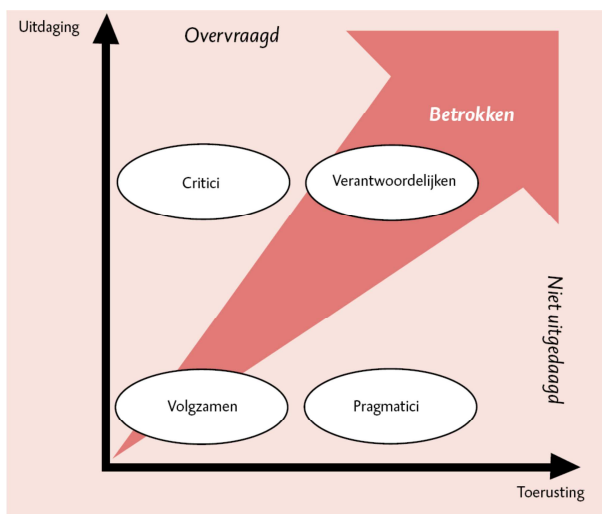 Uitdaging
Overvraagd
Betrokken
Critici
Verantwoordelijken
Niet uitgedaagd
Volgzamen
Pragmatici
Toerusting